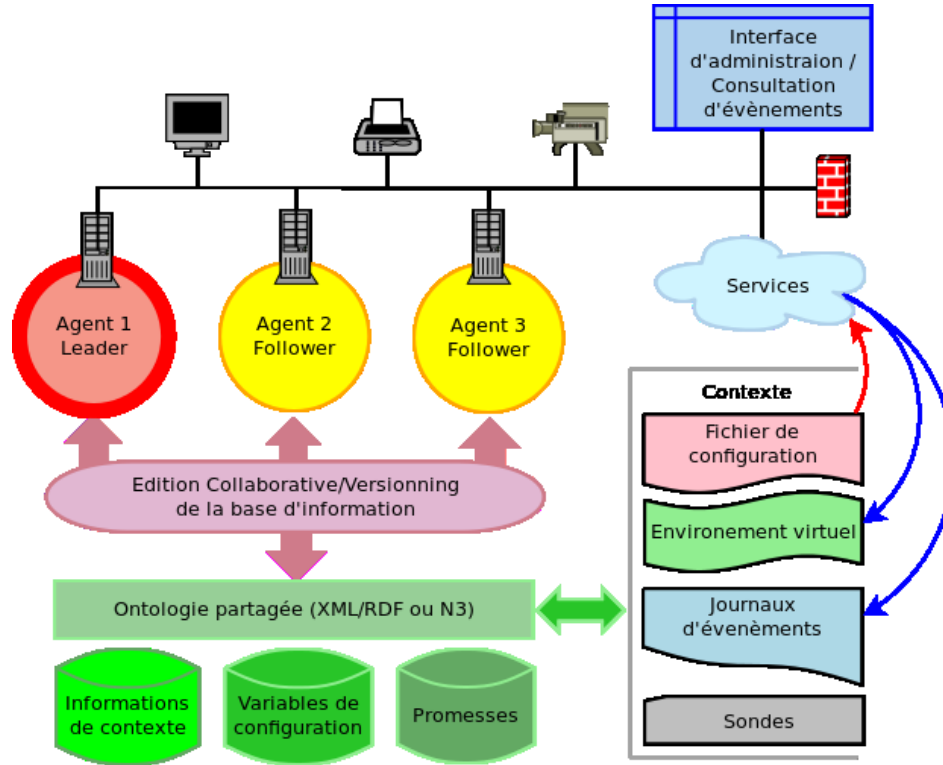 Interface
d'administraion /
Consultation
d'évènements
Agent 1
Leader
Agent 2
Follower
Agent 3
Follower
Services
Contexte
Fichier de
configuration
Environement virtuel
Journaux
d'évenèments
Sondes
Edition Collaborative/Versionning
de la base d'information
Ontologie partagée (XML/RDF ou N3)
Informations
de contexte
Variables de
configuration
Promesses